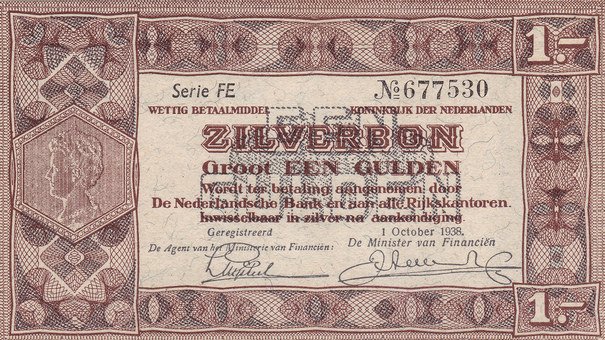 1.-
Serie FE № 677530
WETTIG BETAALMIDDEL KONINKRIJK DER NEDERLANDEN
ZILVERBON
Groot EEN GULDEN
Wordt ter betaling aangenomen door
De Nederlandsche Bank en aan alle Rijkskantoren.
Inwisselbaar in zilver na aankondiging.
Geregistreerd 1 October 1938.
De Agent van het Ministerie van Financiën: De Minister van Financiën
1.-